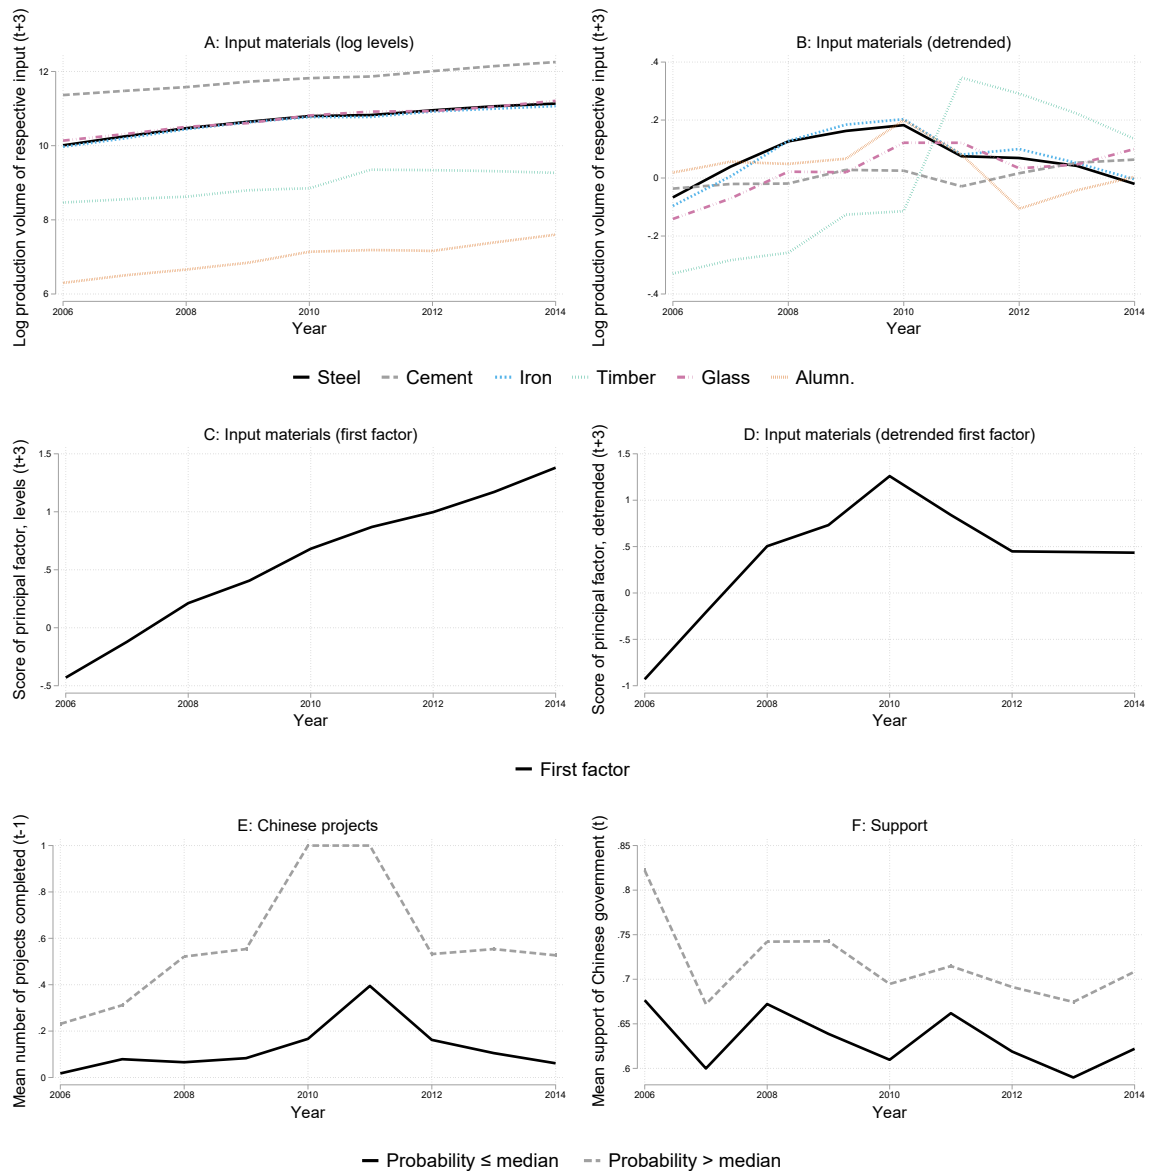 A: Input materials (log levels)
Log production volume of respective input (t+3)
12
10
8
6
2006
2008
2010
2012
2014
Year
B: Input materials (detrended)
Log production volume of respective input (t+3)
.4
.2
0
-.2
-.4
2006
2008
2010
2012
2014
Year
Steel
Cement
Iron
Timber
Glass
Alumn.
C: Input materials (first factor)
Score of principal factor, levels (t+3)
1.5
1
.5
0
-.5
2006
2008
2010
2012
2014
Year
D: Input materials (detrended first factor)
Score of principal factor, detrended (t+3)
1.5
1
.5
0
-.5
-1
2006
2008
2010
2012
2014
Year
First factor
E: Chinese projects
Mean number of projects completed (t-1)
1
.8
.6
.4
.2
0
2006
2008
2010
2012
2014
Year
F: Support
Mean support of Chinese government (t)
.85
.8
.75
.7
.65
.6
2006
2008
2010
2012
2014
Year
Probability ≤ median
Probability > median